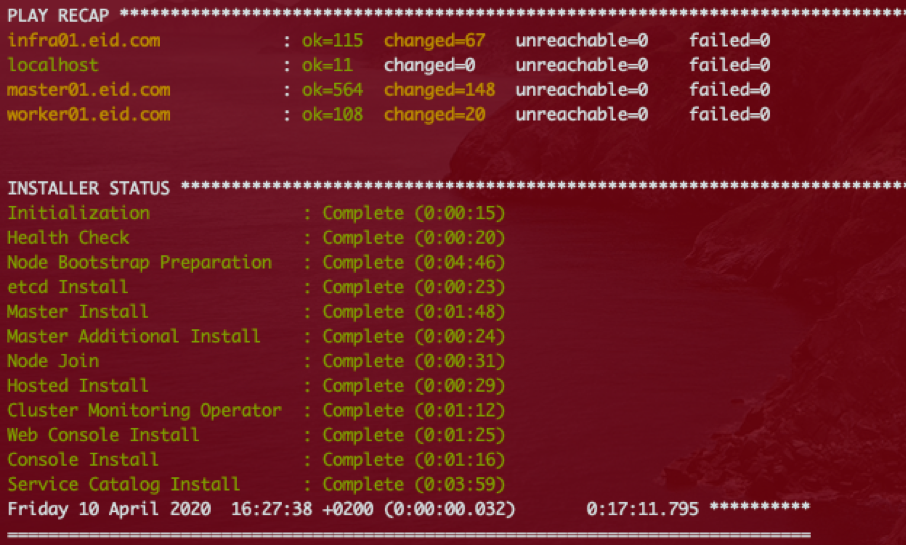 PLAY RECAP ******************************************************************************
infra01.eid.com : ok=115 changed=67 unreachable=0 failed=0
localhost : ok=11 changed=0 unreachable=0 failed=0
master01.eid.com : ok=564 changed=148 unreachable=0 failed=0
worker01.eid.com : ok=108 changed=20 unreachable=0 failed=0
INSTALLER STATUS ************************************************************************
Initialization : Complete (0:00:15)
Health Check : Complete (0:00:20)
Node Bootstrap Preparation : Complete (0:04:46)
etcd Install : Complete (0:00:23)
Master Install : Complete (0:01:48)
Master Additional Install : Complete (0:00:24)
Node Join : Complete (0:00:31)
Hosted Install : Complete (0:00:29)
Cluster Monitoring Operator : Complete (0:01:12)
Web Console Install : Complete (0:01:25)
Console Install : Complete (0:01:16)
Service Catalog Install : Complete (0:03:59)
Friday 10 April 2020 16:27:38 +0200 (0:00:00.032) 0:17:11.795 **********
===============================================================================